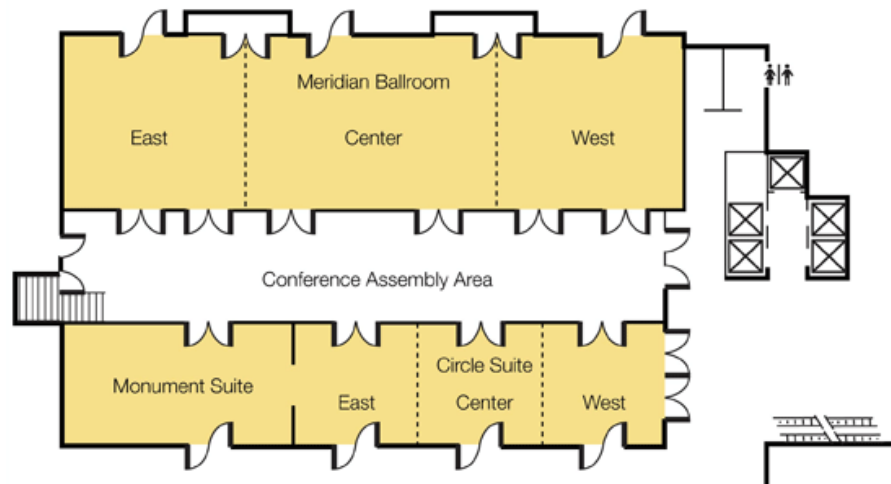 Meridian Ballroom
East
Center
West
Conference Assembly Area
Circle Suite
Monument Suite
East
Center
West